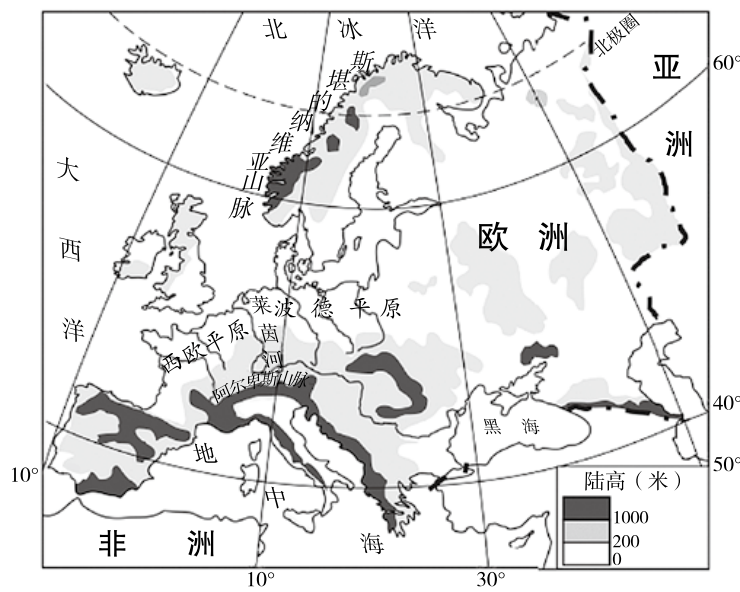 北冰洋
北极圈
亚洲
60°
斯堪的纳维亚山脉
大西洋
欧洲
莱茵河
波德平原
西欧平原
阿尔卑斯山脉
黑海
40°
50°
10°
地中海
非洲
陆高（米）
1000
200
0
10°
30°